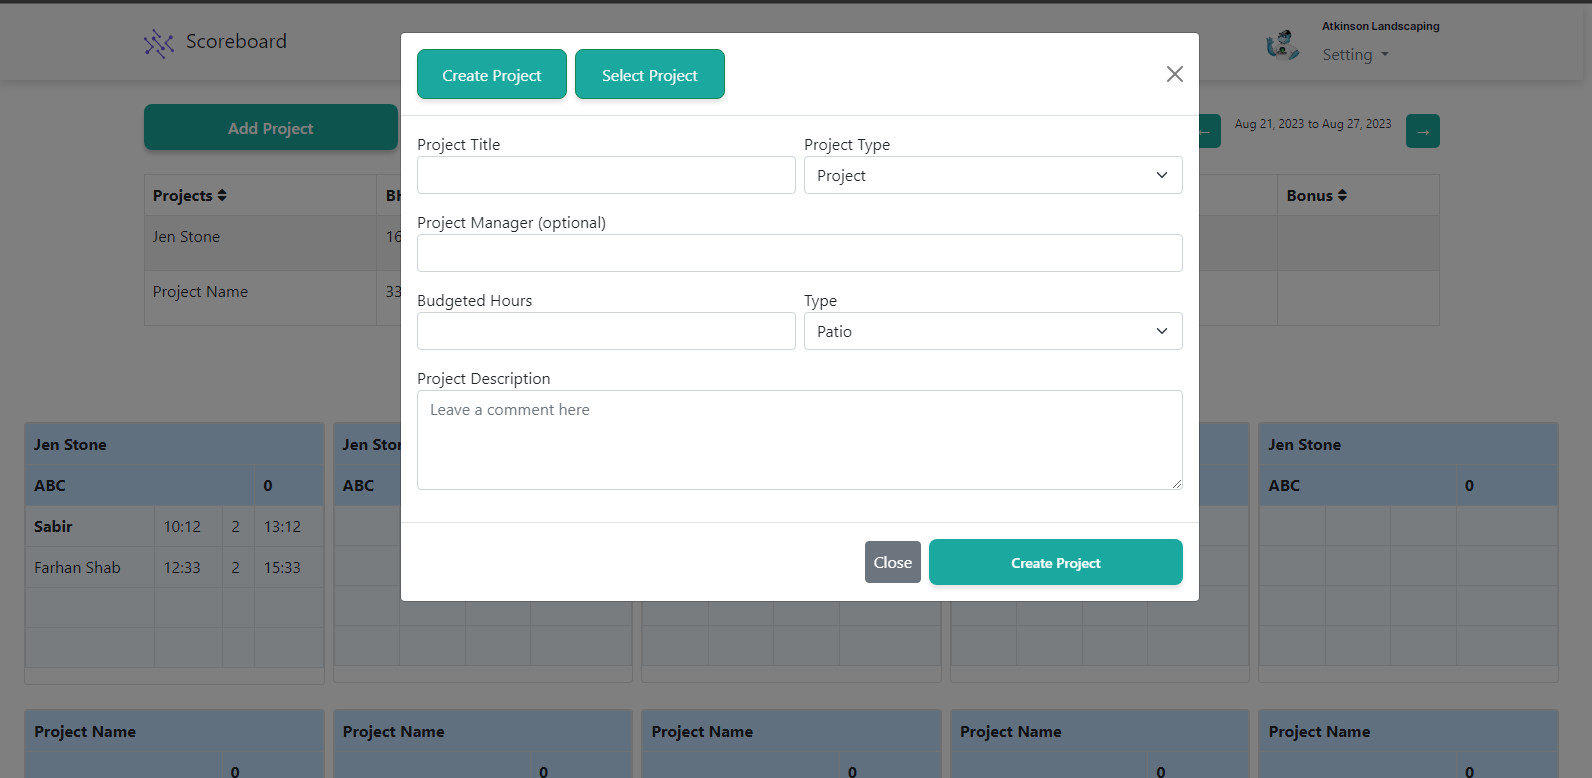 Scoreboard
Atkinson Landscaping
Setting
Create Project
Select Project
Add Project
Aug 21, 2023 to Aug 27, 2023
←
→
Project Title
Project Type
Project
Projects
Bonus
Jen Stone
16
Project Manager (optional)
Project Name
33
Budgeted Hours
Type
Patio
Project Description
Leave a comment here
Jen Stone
Jen Stone
ABC 0
ABC
ABC 0
Sabir 10:12 2 13:12
Farhan Shab 12:33 2 15:33
Close
Create Project
Project Name
Project Name
Project Name
Project Name
Project Name
0
0
0
0
0